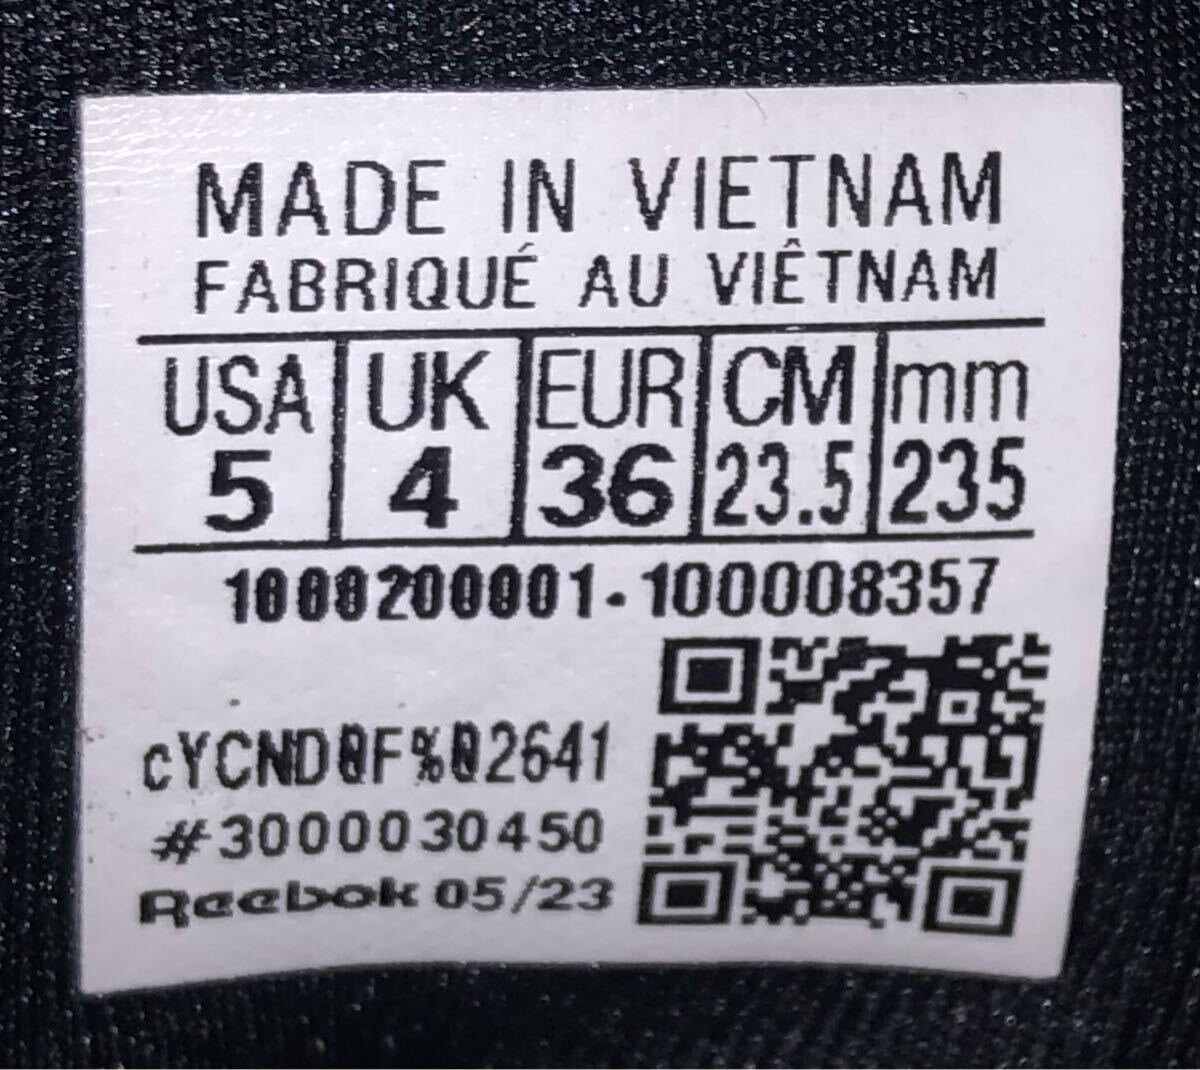 MADE IN VIETNAM
FABRIQUÉ AU VIÊTNAM
USA UK EUR CM mm
5 4 36 23.5 235
1000200001-100008357
cYCND0F%02641
#3000030450
Reebok 05/23